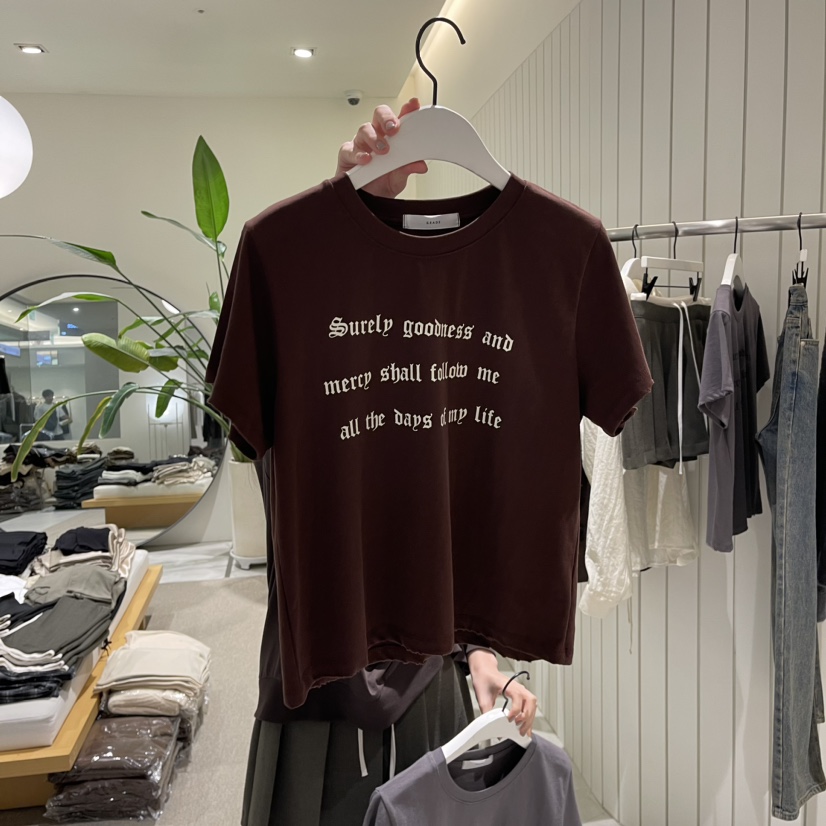 Surely goodness and
mercy shall follow me
all the days of my life